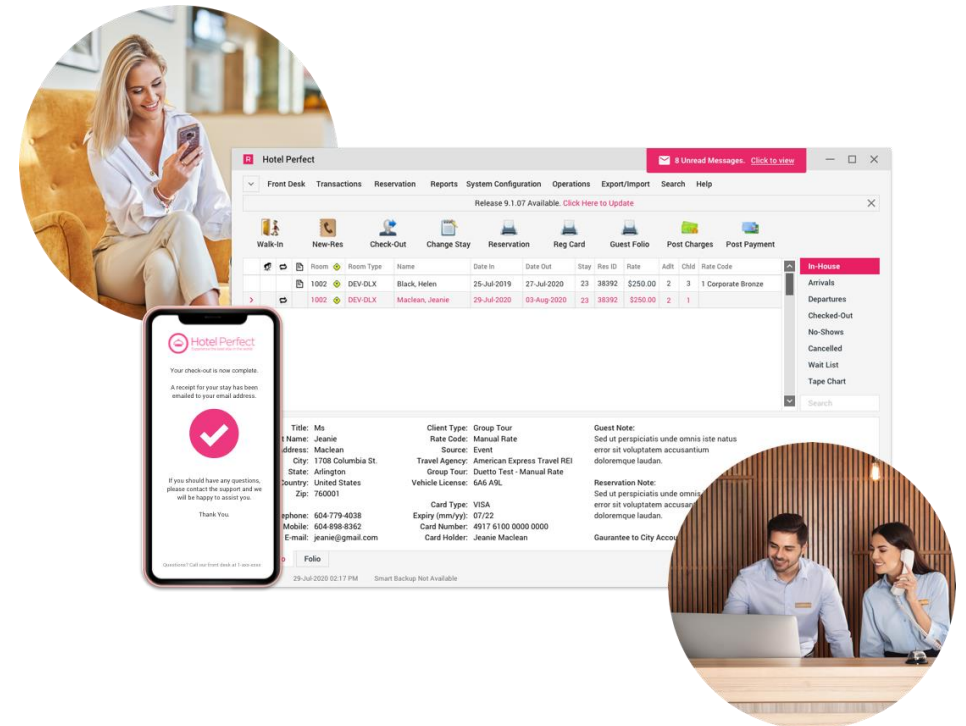 R Hotel Perfect
8 Unread Messages. Click to view
Front Desk Transactions Reservation Reports System Configuration Operations Export/Import Search Help
Release 9.1.07 Available. Click Here to Update
Walk-In New-Res Check-Out Change Stay Reservation Reg Card Guest Folio Post Charges Post Payment
Room Room Type Name Date In Date Out Stay Res ID Rate Adlt Chld Rate Code
1002 DEV-DLX Black, Helen 25-Jul-2019 27-Jul-2020 23 38392 $250.00 2 3 1 Corporate Bronze
1002 DEV-DLX Maclean, Jeanie 29-Jul-2020 03-Aug-2020 23 38392 $250.00 2 1
In-House
Arrivals
Departures
Checked-Out
No-Shows
Cancelled
Wait List
Tape Chart
Search
Hotel Perfect
Your check-out is now complete.
A receipt for your stay has been
emailed to your email address.
If you should have any questions,
please contact the support and we
will be happy to assist you.
Thank You.
Title: Ms
t Name: Jeanie
ddress: Maclean
City: 1708 Columbia St.
State: Arlington
Country: United States
Zip: 760001
ephone: 604-779-4038
Mobile: 604-898-8362
E-mail: jeanie@gmail.com
Client Type: Group Tour
Rate Code: Manual Rate
Source: Event
Travel Agency: American Express Travel REI
Group Tour: Duetto Test - Manual Rate
Vehicle License: 6A6 A9L
Card Type: VISA
Expiry (mm/yy): 07/22
Card Number: 4917 6100 0000 0000
Card Holder: Jeanie Maclean
Guest Note:
Sed ut perspiciatis unde omnis iste natus
error sit voluptatem accusantium
doloremque laudan.
Reservation Note:
Sed ut perspiciatis unde omnis
error sit voluptatem accusant
doloremque laudan.
Gaurantee to City Accou
o Folio
29-Jul-2020 02:17 PM Smart Backup Not Available